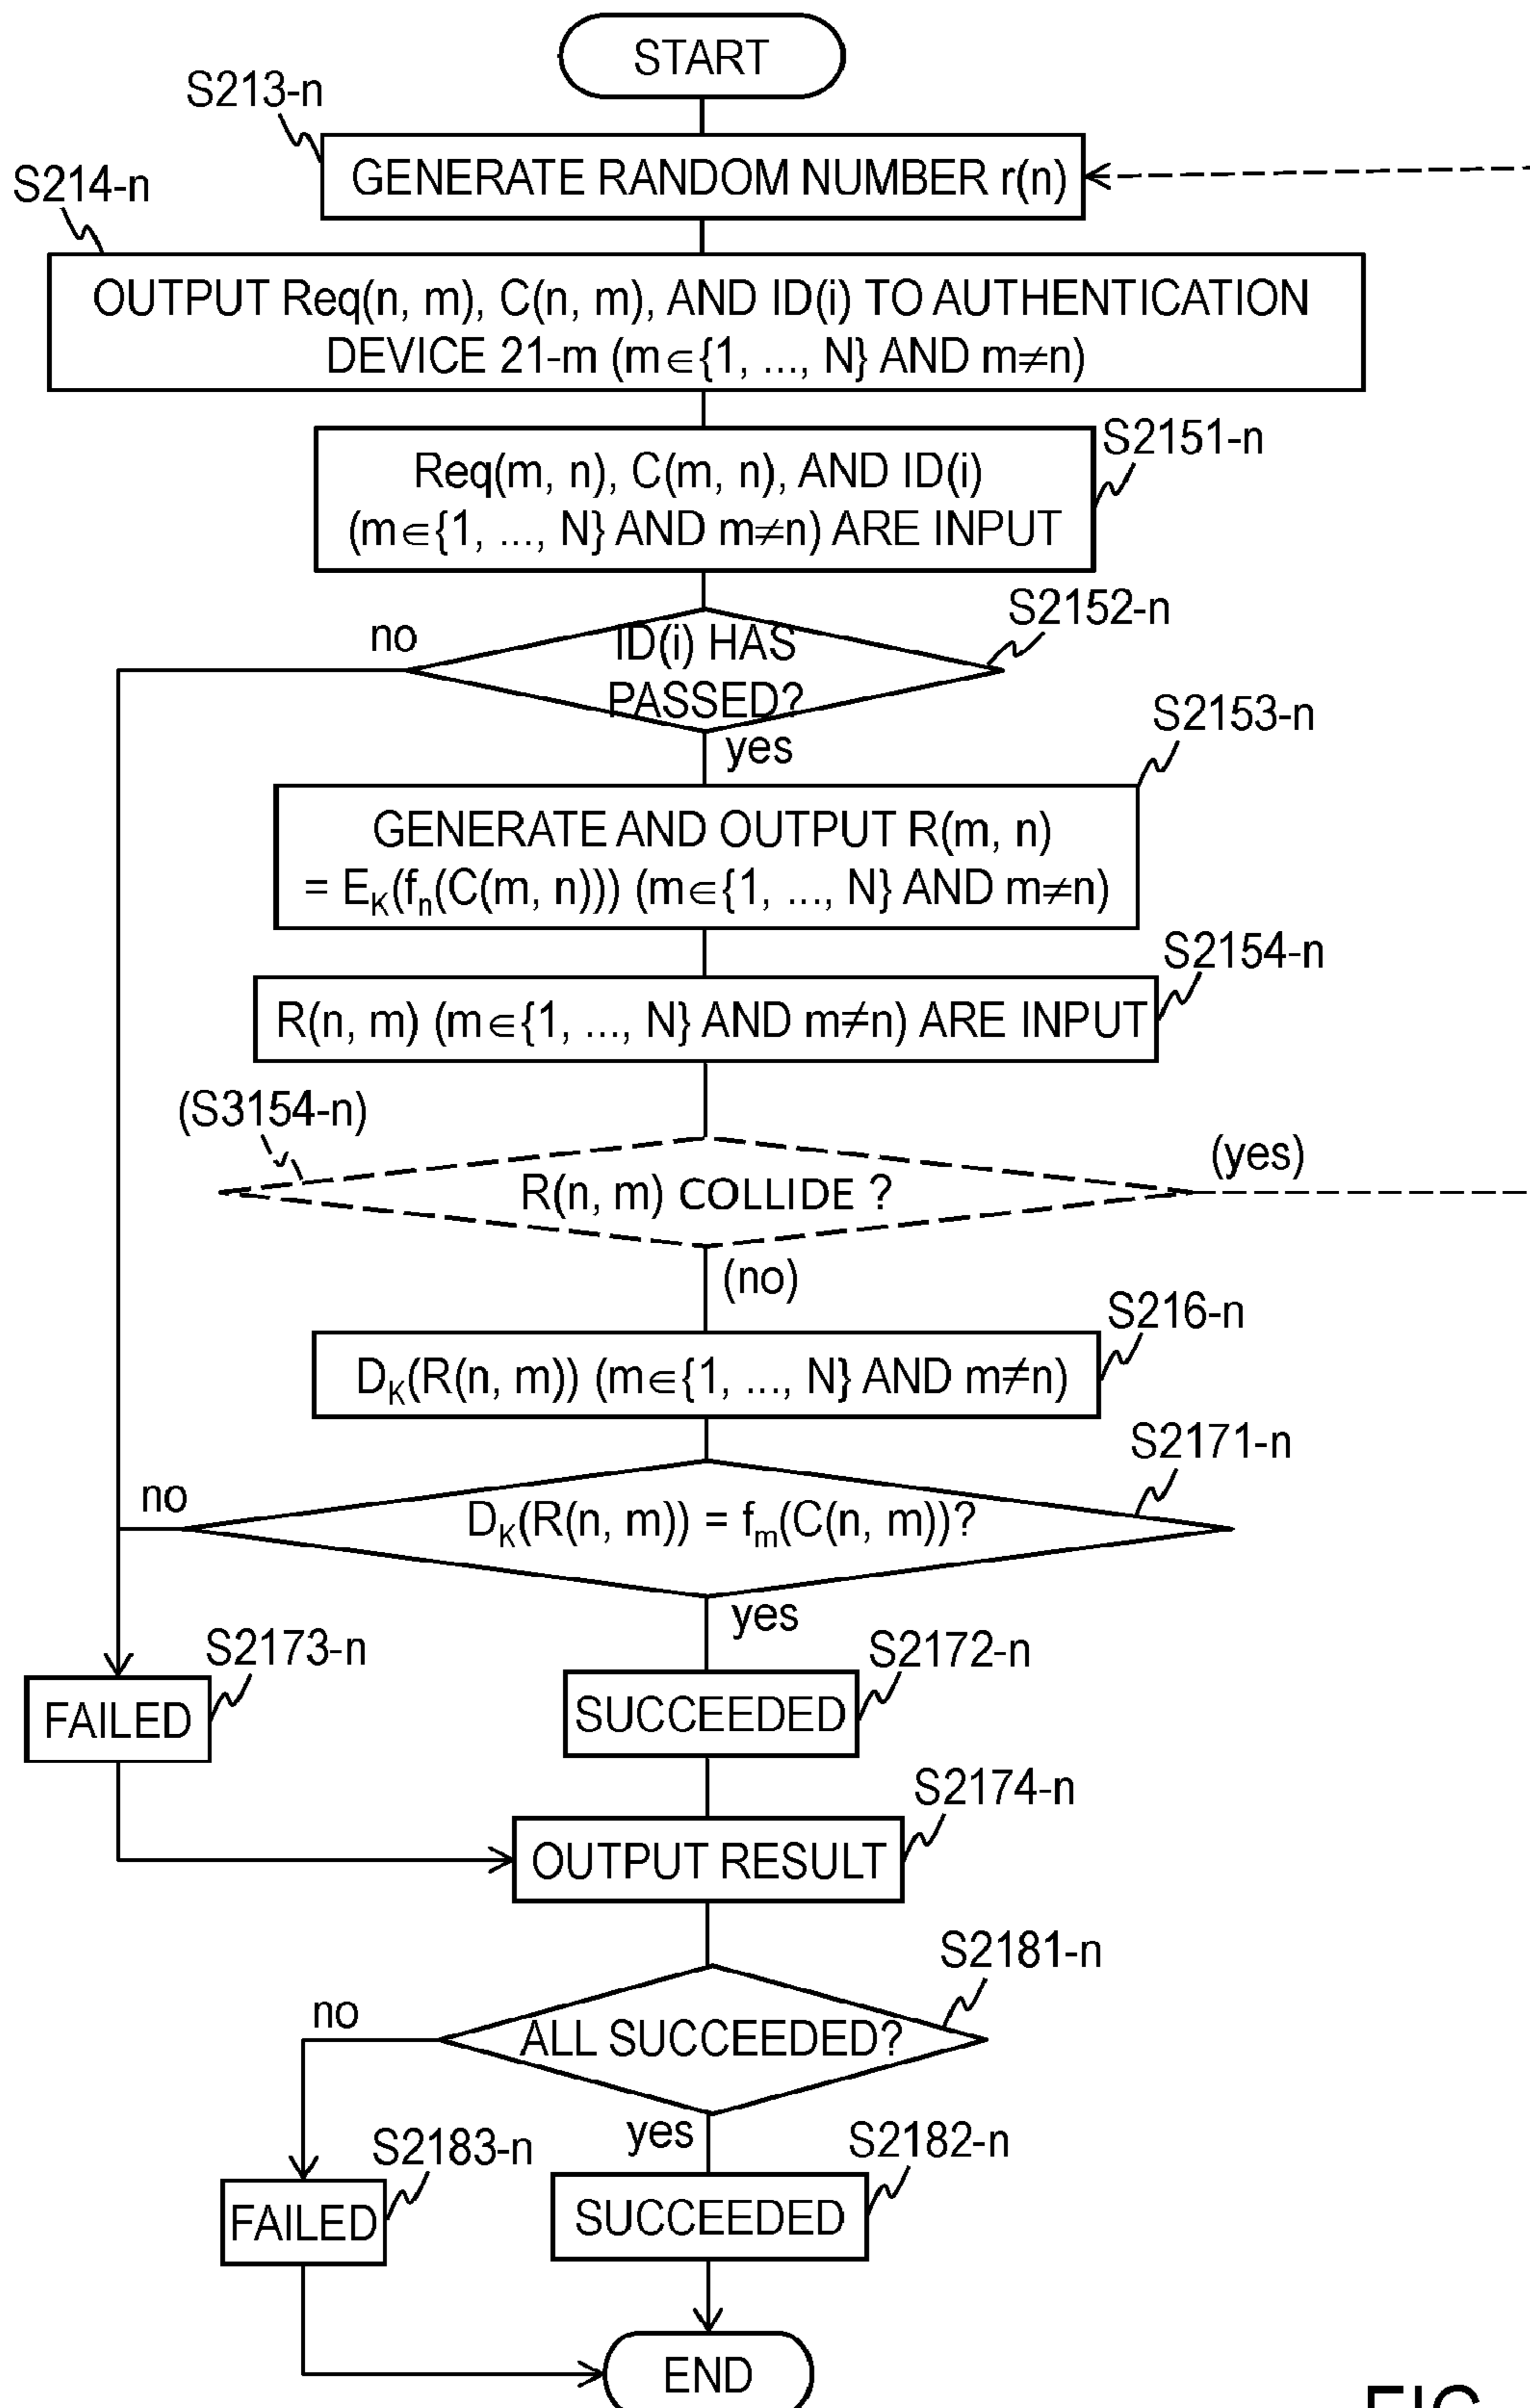 START
S213-n
GENERATE RANDOM NUMBER r(n)
S214-n
OUTPUT Req(n, m), C(n, m), AND ID(i) TO AUTHENTICATION
DEVICE 21-m (m∈{1, ..., N} AND m≠n)
S2151-n
Req(m, n), C(m, n), AND ID(i)
(m∈{1, ..., N} AND m≠n) ARE INPUT
S2152-n
no
ID(i) HAS
PASSED?
yes
S2153-n
GENERATE AND OUTPUT R(m, n)
= E_K(f_n(C(m, n))) (m∈{1, ..., N} AND m≠n)
S2154-n
R(n, m) (m∈{1, ..., N} AND m≠n) ARE INPUT
(S3154-n)
(yes)
R(n, m) COLLIDE ?
(no)
S216-n
D_K(R(n, m)) (m∈{1, ..., N} AND m≠n)
S2171-n
no
D_K(R(n, m)) = f_m(C(n, m))?
yes
S2173-n
S2172-n
FAILED
SUCCEEDED
S2174-n
OUTPUT RESULT
S2181-n
no
ALL SUCCEEDED?
yes
S2183-n
S2182-n
FAILED
SUCCEEDED
END
FIG